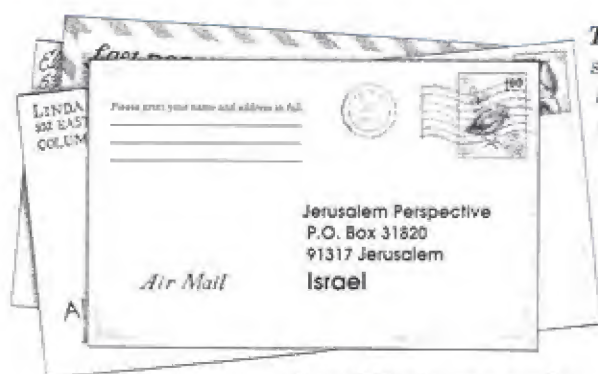 LINDA
EAST
COLUM
Please print your name and address in full.
100
Jerusalem Perspective
P.O. Box 31820
91317 Jerusalem
Israel
Air Mail
A